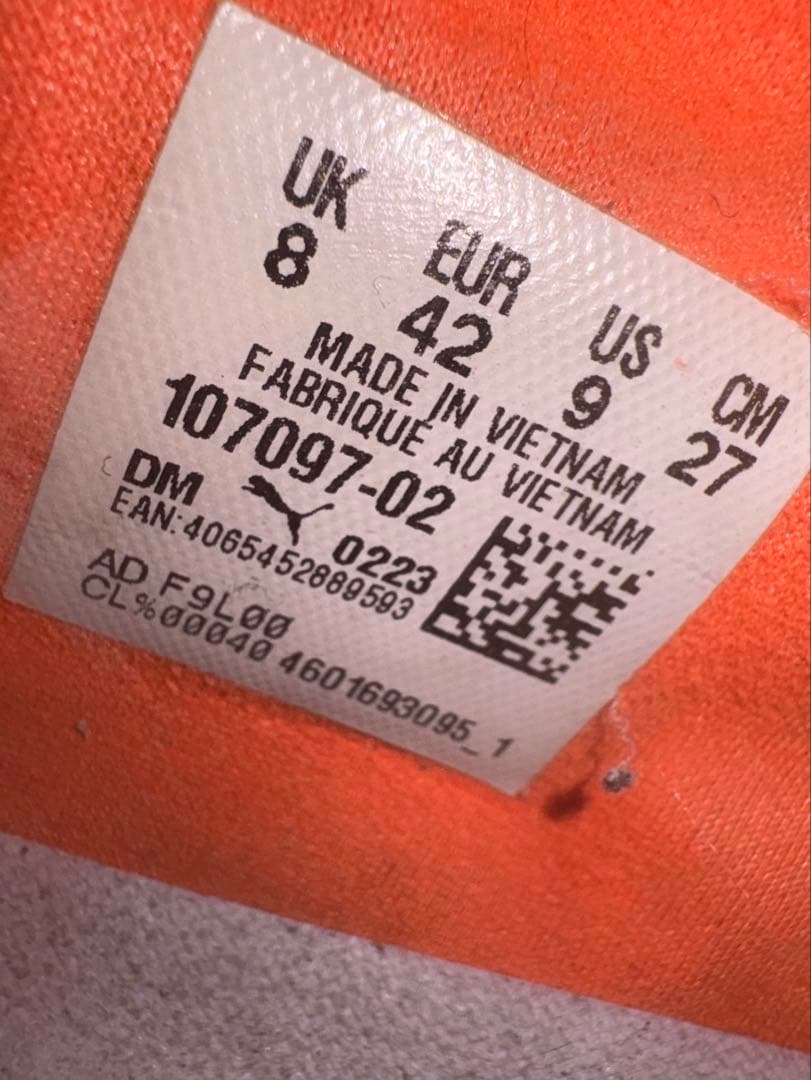 UK EUR US CM
8 42 9 27
MADE IN VIETNAM
FABRIQUÉ AU VIETNAM
107097-02
DM 0223
EAN:4065452889593
AD F9L00
CL%00040 4601693095_1